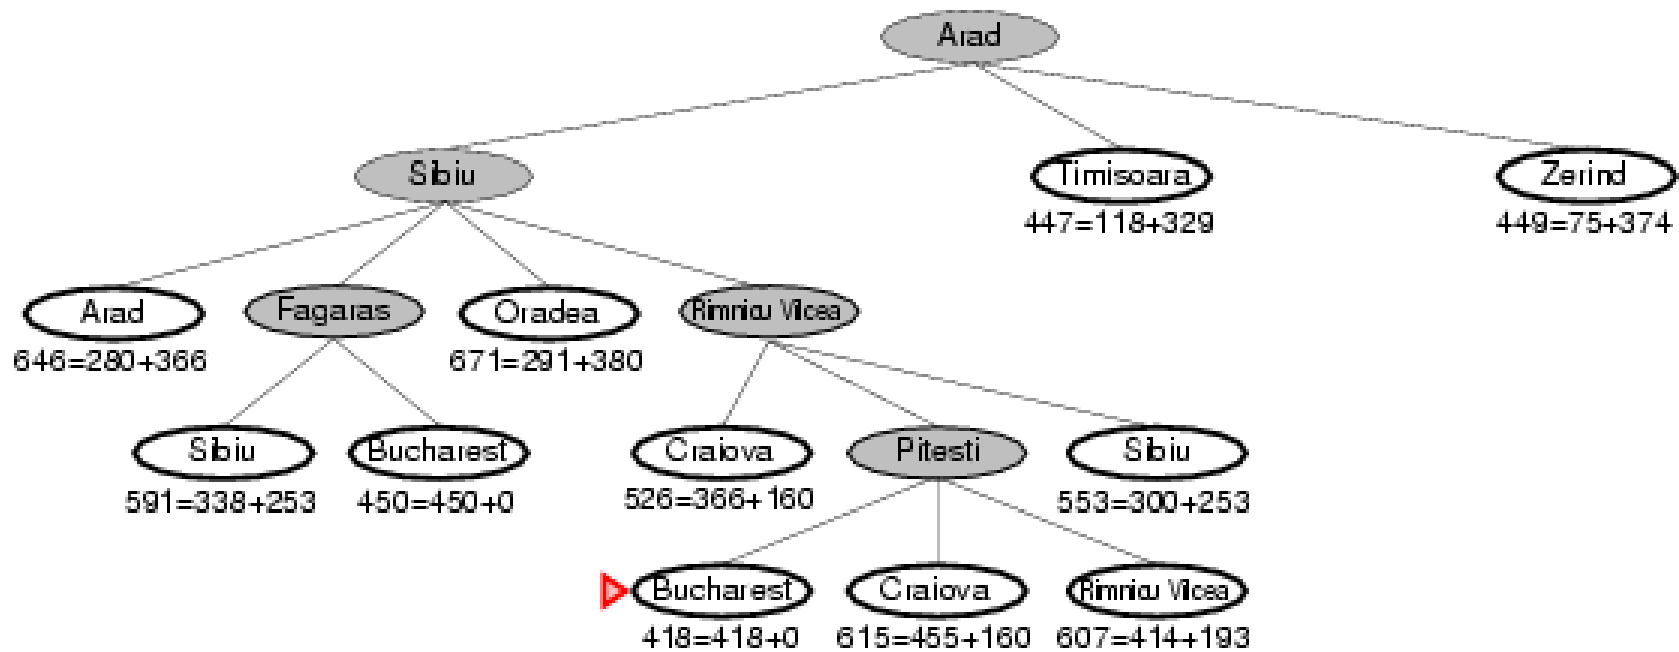 Arad
Sibiu
Timisoara
Zerind
447=118+329
449=75+374
Arad
Fagaras
Oradea
Rimnicu Vilcea
646=280+366
671=291+380
Sibiu
Bucharest
Craiova
Pitesti
Sibiu
591=338+253
450=450+0
526=366+160
553=300+253
Bucharest
Craiova
Rimnicu Vilcea
418=418+0
615=455+160
607=414+193